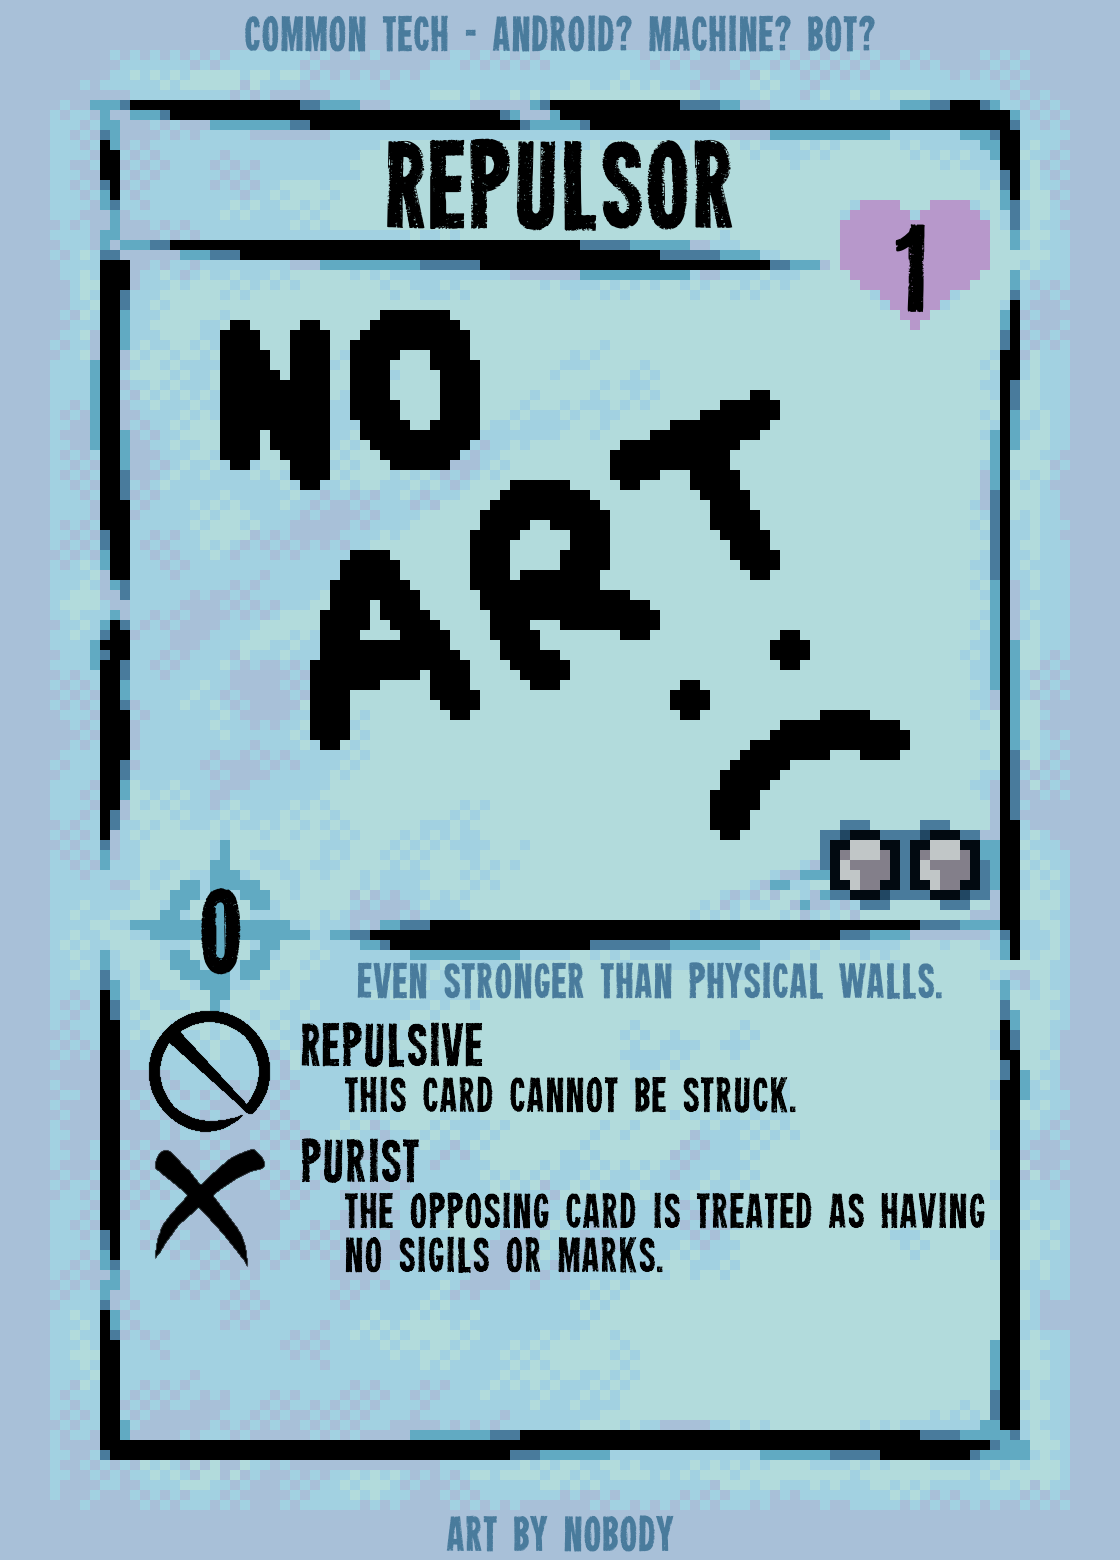 COMMON TECH - ANDROID? MACHINE? BOT?
REPULSOR
1
NO
ART
:(
0
EVEN STRONGER THAN PHYSICAL WALLS.
REPULSIVE
THIS CARD CANNOT BE STRUCK.
PURIST
THE OPPOSING CARD IS TREATED AS HAVING
NO SIGILS OR MARKS.
ART BY NOBODY